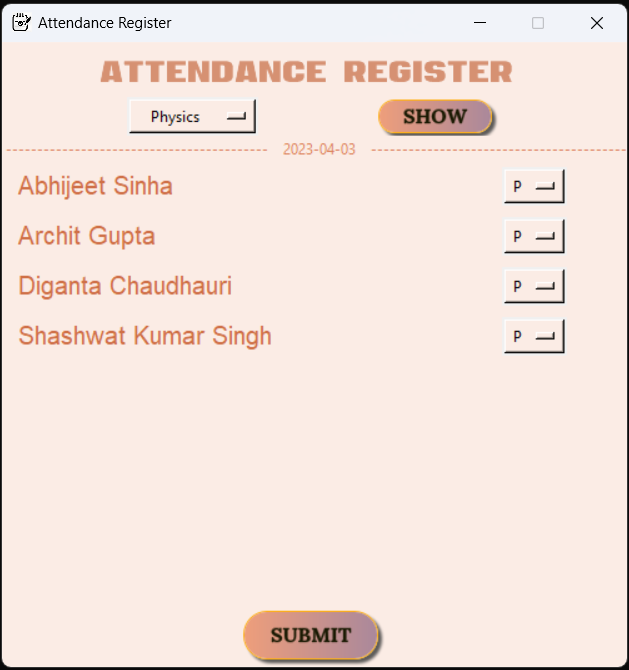 Attendance Register
ATTENDANCE REGISTER
Physics SHOW
2023-04-03
Abhijeet Sinha P
Archit Gupta P
Diganta Chaudhauri P
Shashwat Kumar Singh P
SUBMIT